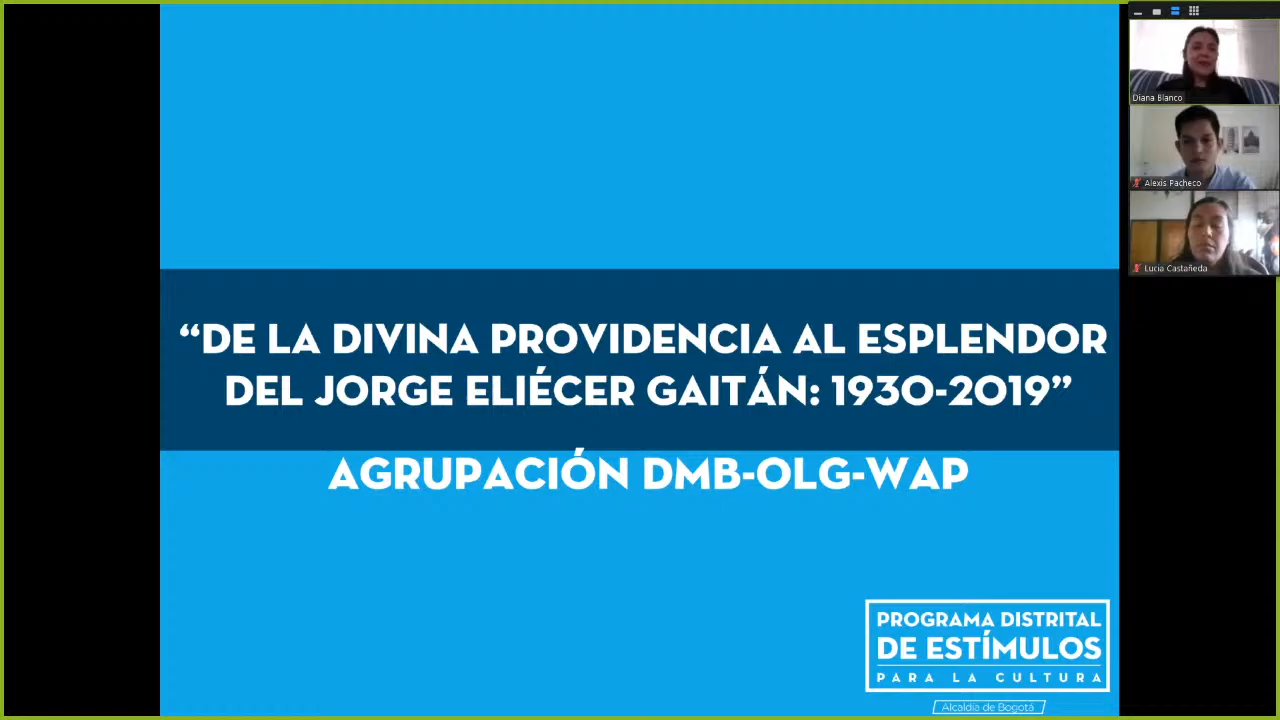 Diana Blanco
Alexis Pacheco
Lucia Castañeda
“DE LA DIVINA PROVIDENCIA AL ESPLENDOR
DEL JORGE ELIÉCER GAITÁN: 1930-2019”
AGRUPACIÓN DMB-OLG-WAP
PROGRAMA DISTRITAL
DE ESTÍMULOS
PARA LA CULTURA
Alcaldía de Bogotá